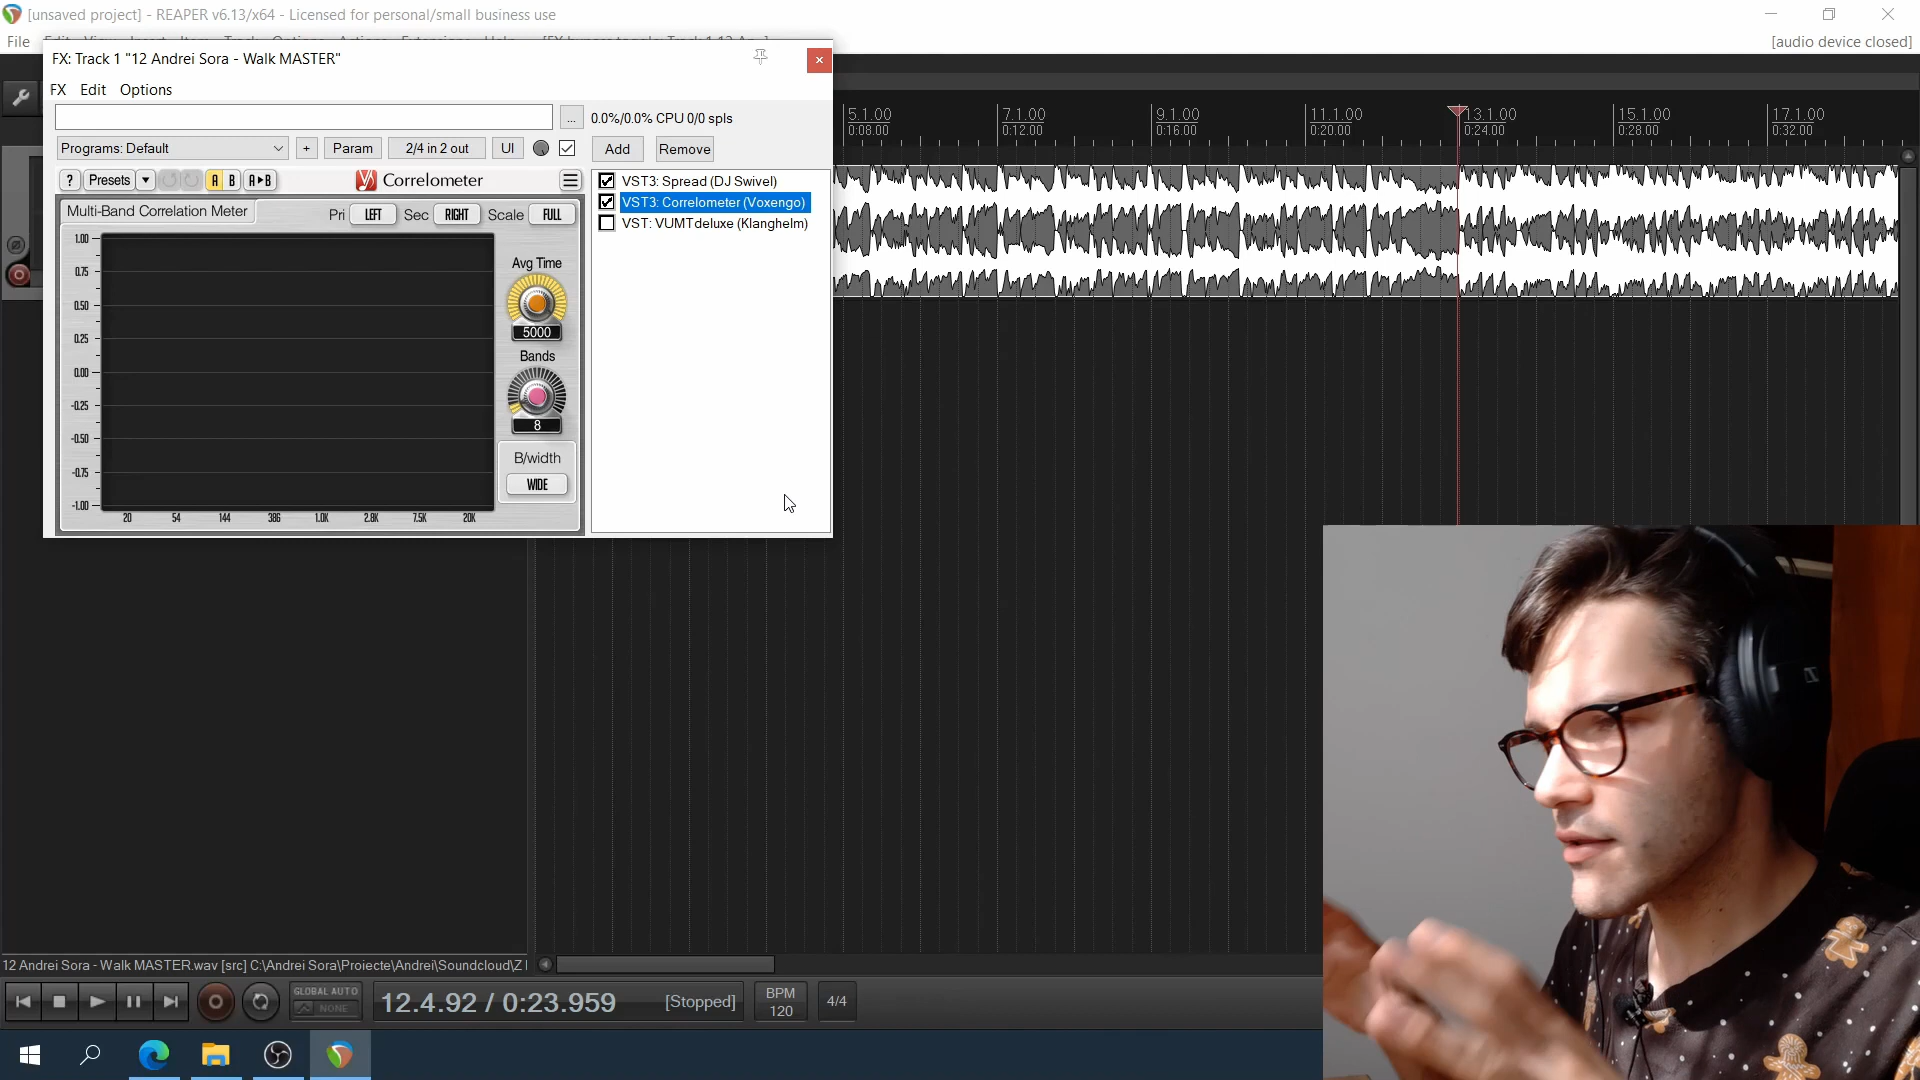 [unsaved project] - REAPER v6.13/x64 - Licensed for personal/small business use
File
[audio device closed]
FX: Track 1 "12 Andrei Sora - Walk MASTER"
FX Edit Options
... 0.0%/0.0% CPU 0/0 spls
Programs: Default + Param 2/4 in 2 out UI Add Remove
? Presets A B A▸B Correlometer
Multi-Band Correlation Meter Pri LEFT Sec RIGHT Scale FULL
VST3: Spread (DJ Swivel)
VST3: Correlometer (Voxengo)
VST: VUMTdeluxe (Klanghelm)
1.00
0.75
0.50
0.25
0.00
-0.25
-0.50
-0.75
-1.00
20 54 144 386 1.0K 2.8K 7.5K 20K
Avg Time
5000
Bands
8
B/width
WIDE
5.1.00 7.1.00 9.1.00 11.1.00 13.1.00 15.1.00 17.1.00
0:08.00 0:12.00 0:16.00 0:20.00 0:24.00 0:28.00 0:32.00
12 Andrei Sora - Walk MASTER.wav [src] C:\Andrei Sora\Proiecte\Andrei\Soundcloud\Z
GLOBAL AUTO
NONE
12.4.92 / 0:23.959 [Stopped]
BPM
120
4/4